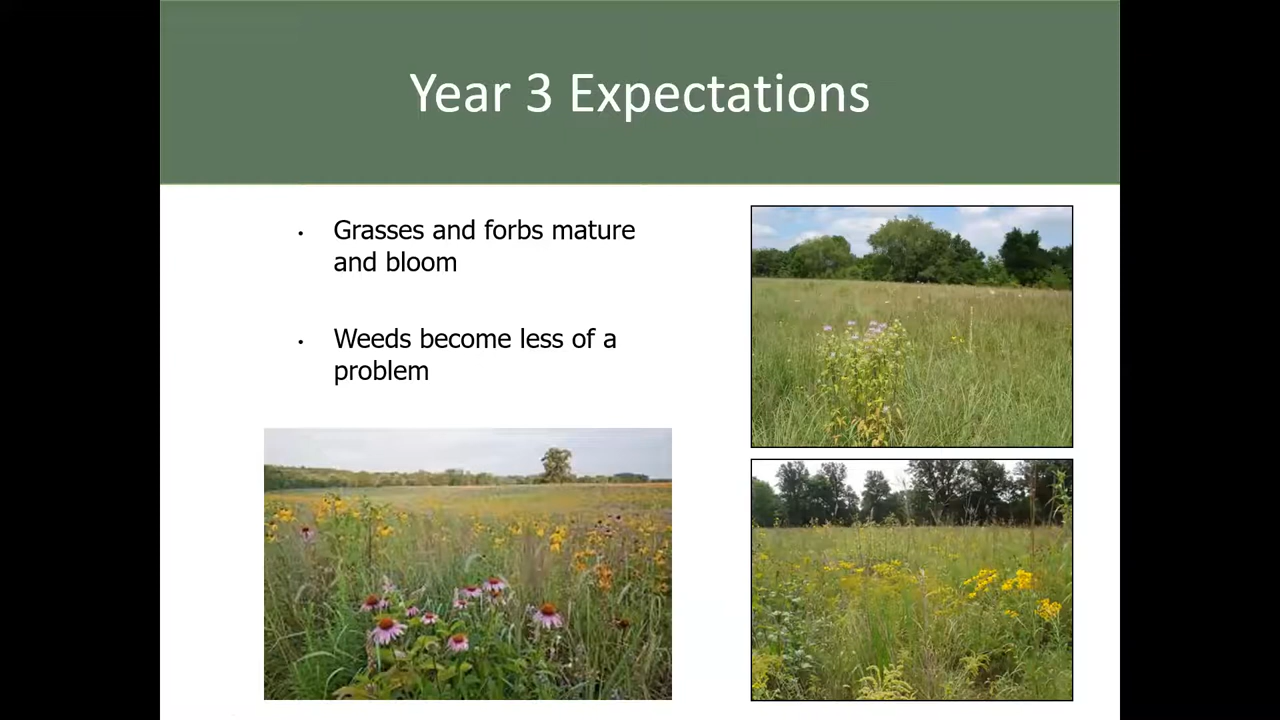 Year 3 Expectations
• Grasses and forbs mature
and bloom
• Weeds become less of a
problem